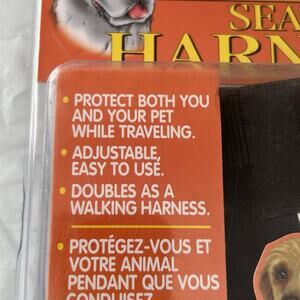 SEA
HARN
• PROTECT BOTH YOU
AND YOUR PET
WHILE TRAVELING.
• ADJUSTABLE,
EASY TO USE.
• DOUBLES AS A
WALKING HARNESS.
• PROTÉGEZ-VOUS ET
VOTRE ANIMAL
PENDANT QUE VOUS
CONDUISEZ